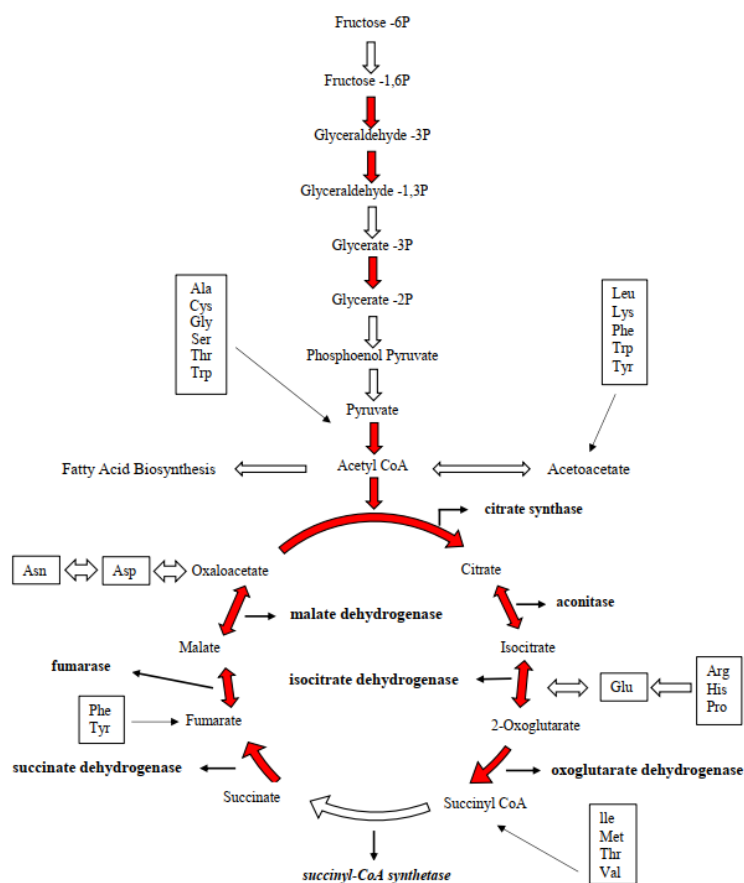 Fructose -6P
Fructose -1,6P
Glyceraldehyde -3P
Glyceraldehyde -1,3P
Glycerate -3P
Glycerate -2P
Phosphoenol Pyruvate
Pyruvate
Ala
Cys
Gly
Ser
Thr
Trp
Leu
Lys
Phe
Trp
Tyr
Fatty Acid Biosynthesis
Acetyl CoA
Acetoacetate
citrate synthase
Asn
Asp
Oxaloacetate
Citrate
malate dehydrogenase
aconitase
Malate
Isocitrate
fumarase
isocitrate dehydrogenase
Glu
Arg
His
Pro
Phe
Tyr
Fumarate
2-Oxoglutarate
succinate dehydrogenase
oxoglutarate dehydrogenase
Succinate
Succinyl CoA
succinyl-CoA synthetase
lle
Met
Thr
Val